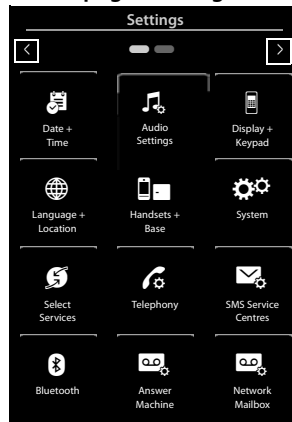 Settings
Date +
Time
Audio
Settings
Display +
Keypad
Language +
Location
Handsets +
Base
System
Select
Services
Telephony
SMS Service
Centres
Bluetooth
Answer
Machine
Network
Mailbox